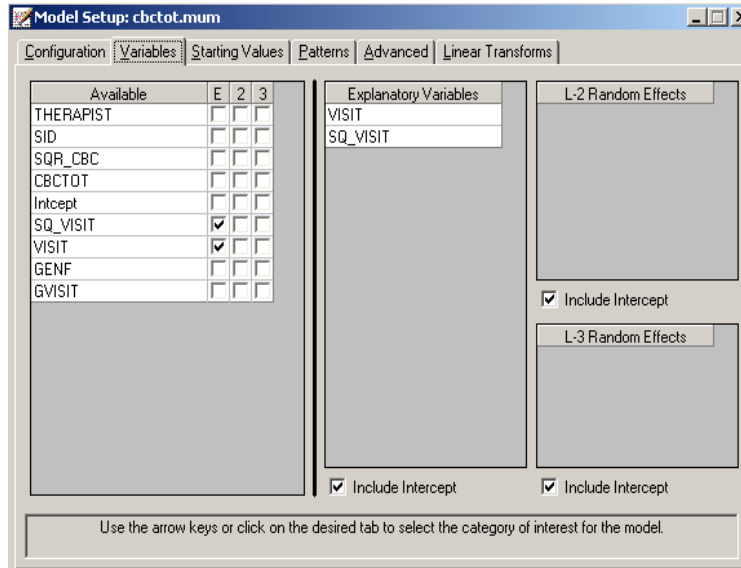 Model Setup: cbctot.mum
Configuration Variables Starting Values Patterns Advanced Linear Transforms
Available E 2 3
THERAPIST
SID
SQR_CBC
CBCTOT
Intcept
SQ_VISIT
VISIT
GENF
GVISIT
Explanatory Variables
VISIT
SQ_VISIT
Include Intercept
L-2 Random Effects
Include Intercept
L-3 Random Effects
Include Intercept
Use the arrow keys or click on the desired tab to select the category of interest for the model.